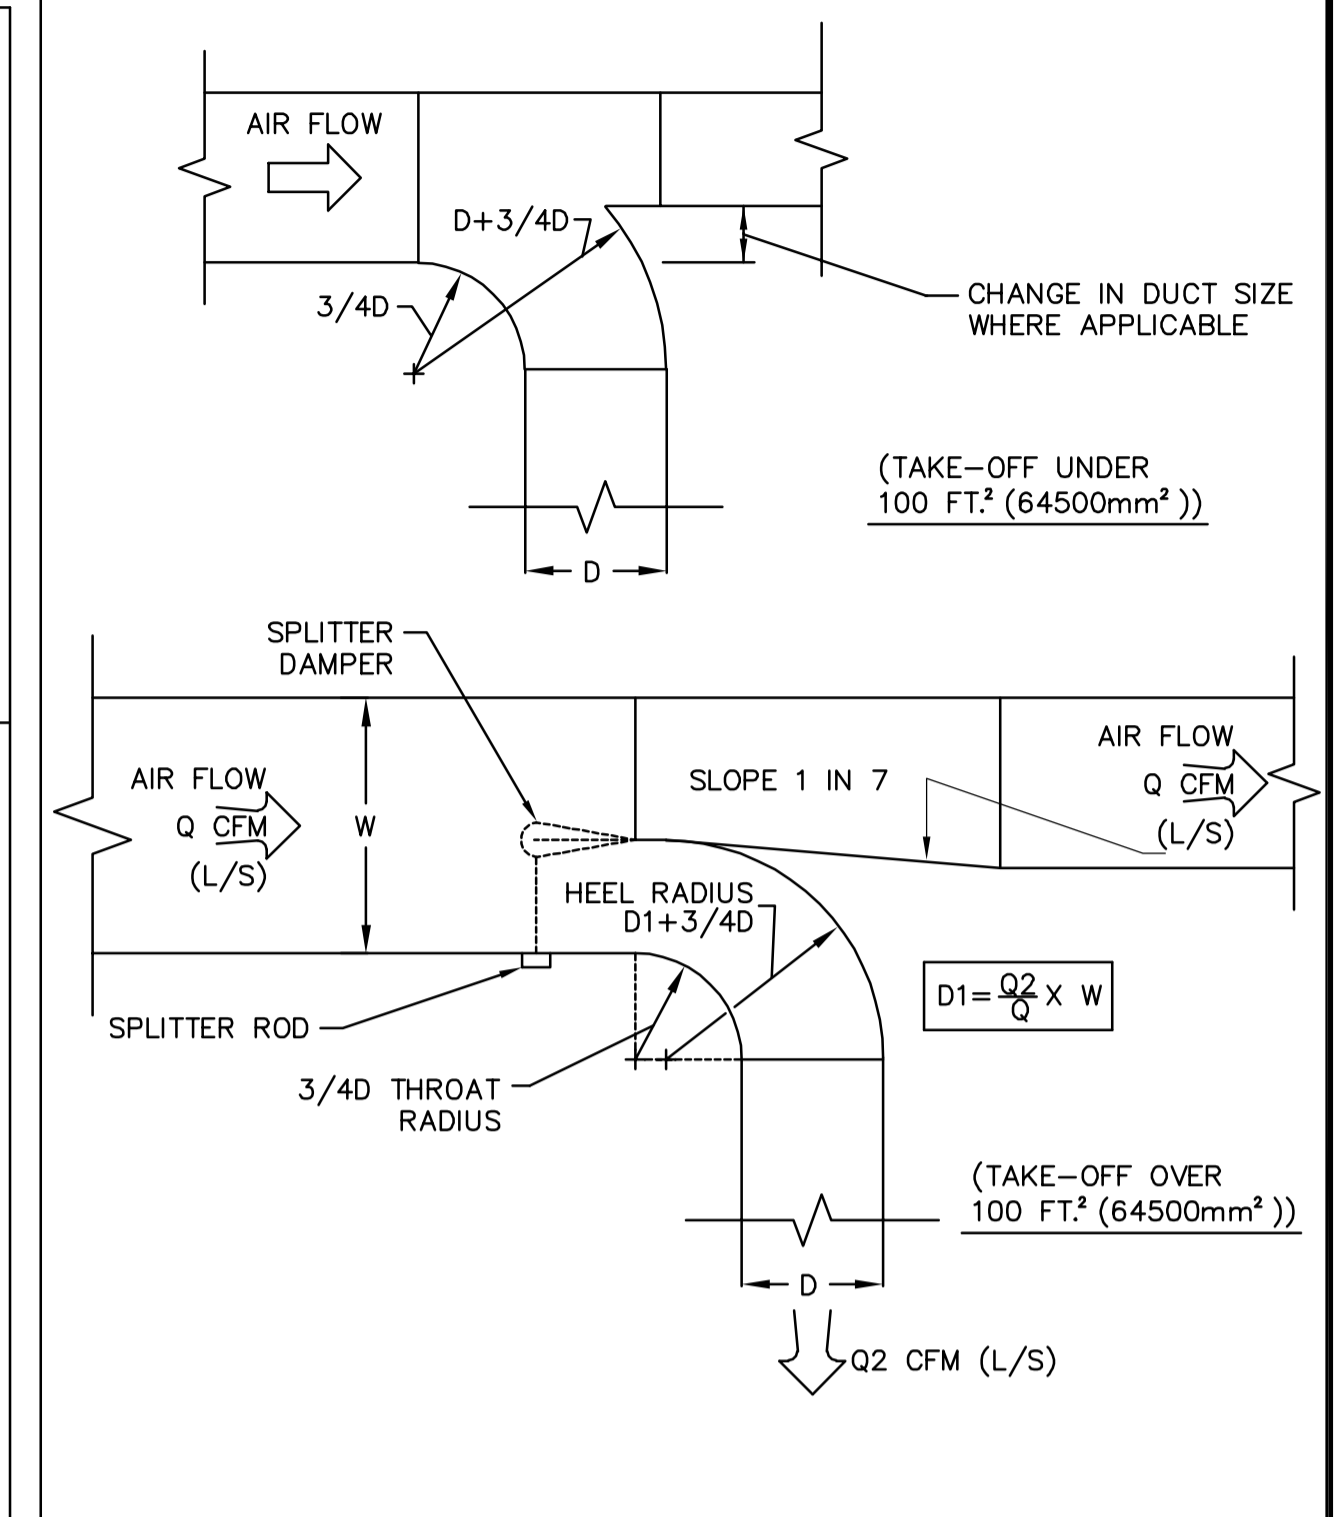 AIR FLOW
D+3/4D
3/4D
CHANGE IN DUCT SIZE
WHERE APPLICABLE
(TAKE-OFF UNDER
100 FT.² (64500mm²))
D
SPLITTER
DAMPER
AIR FLOW
Q CFM
(L/S)
W
SLOPE 1 IN 7
AIR FLOW
Q CFM
(L/S)
HEEL RADIUS
D1+3/4D
D1=Q2/Q X W
SPLITTER ROD
3/4D THROAT
RADIUS
(TAKE-OFF OVER
100 FT.² (64500mm²))
D
Q2 CFM (L/S)